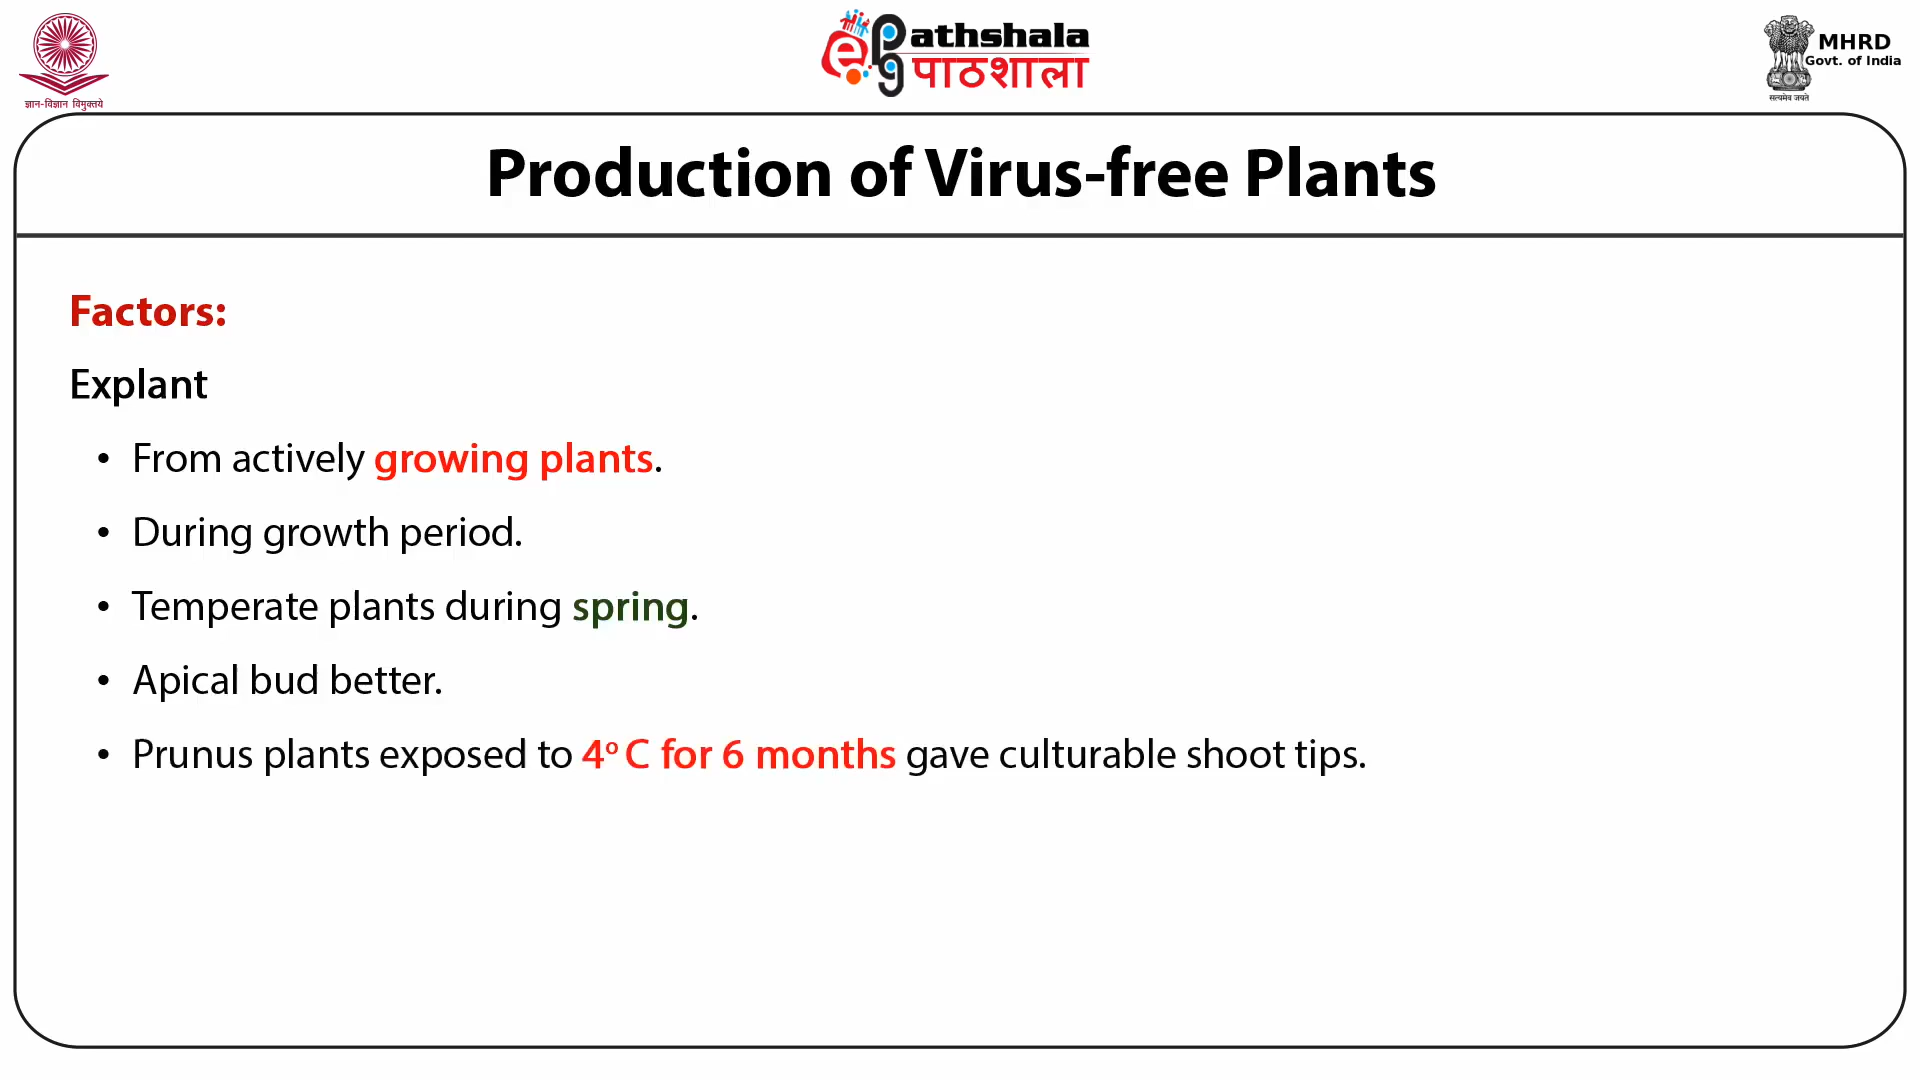 ज्ञान-विज्ञान विमुक्तये
e Pathshala
पाठशाला
MHRD
Govt. of India
सत्यमेव जयते
Production of Virus-free Plants
Factors:
Explant
• From actively growing plants.
• During growth period.
• Temperate plants during spring.
• Apical bud better.
• Prunus plants exposed to 4º C for 6 months gave culturable shoot tips.